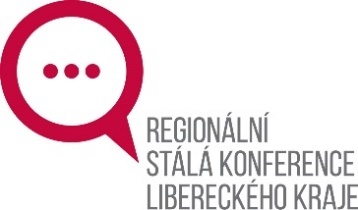 REGIONÁLNÍ
STÁLÁ KONFERENCE
LIBERECKÉHO KRAJE